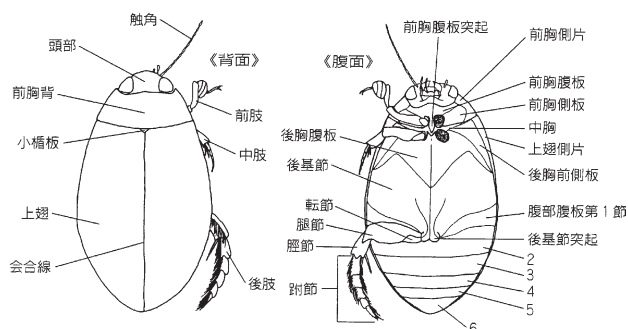 《背面》
触角
頭部
前胸背
小楯板
上翅
会合線
前肢
中肢
後肢
《腹面》
前胸腹板突起
前胸側片
前胸腹板
前胸側板
中胸
上翅側片
後胸前側板
腹部腹板第1節
後基節突起
2
3
4
5
6
後胸腹板
後基節
転節
腿節
脛節
跗節